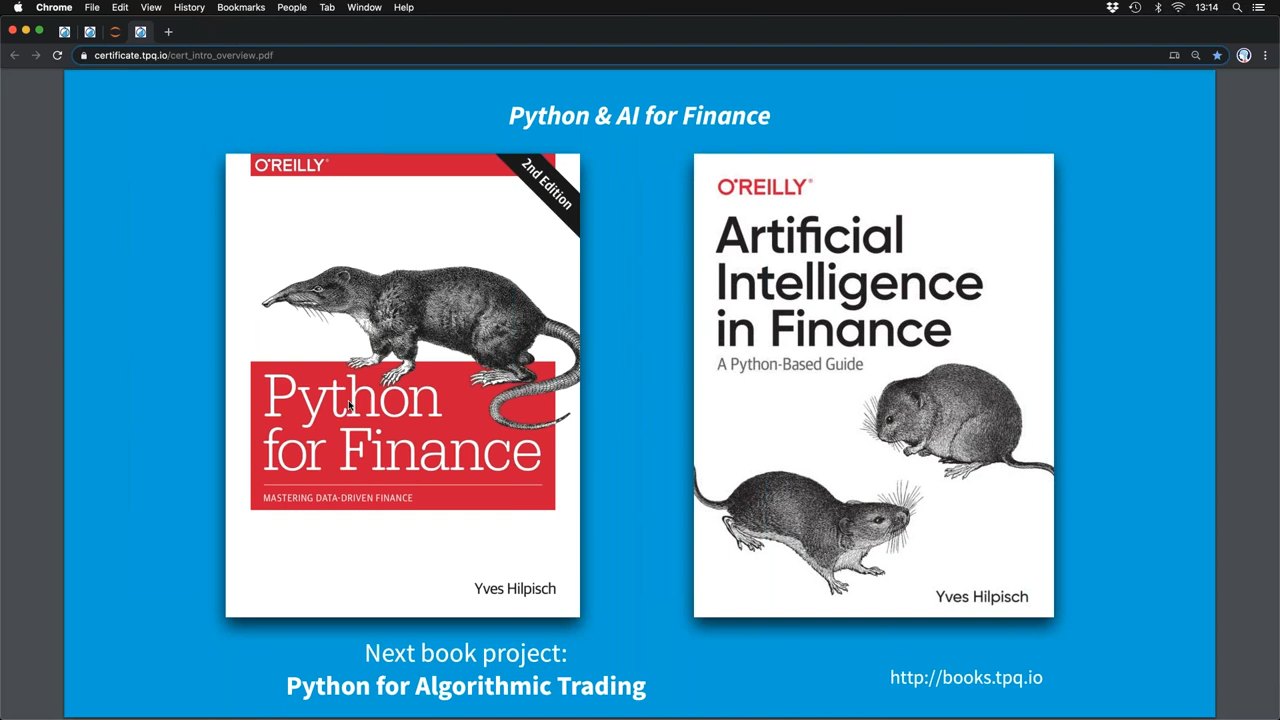 Chrome File Edit View History Bookmarks People Tab Window Help 13:14
certificate.tpq.io/cert_intro_overview.pdf
Python & AI for Finance
O'REILLY®
2nd Edition
Python
for Finance
MASTERING DATA-DRIVEN FINANCE
Yves Hilpisch
O'REILLY®
Artificial
Intelligence
in Finance
A Python-Based Guide
Yves Hilpisch
Next book project:
Python for Algorithmic Trading
http://books.tpq.io